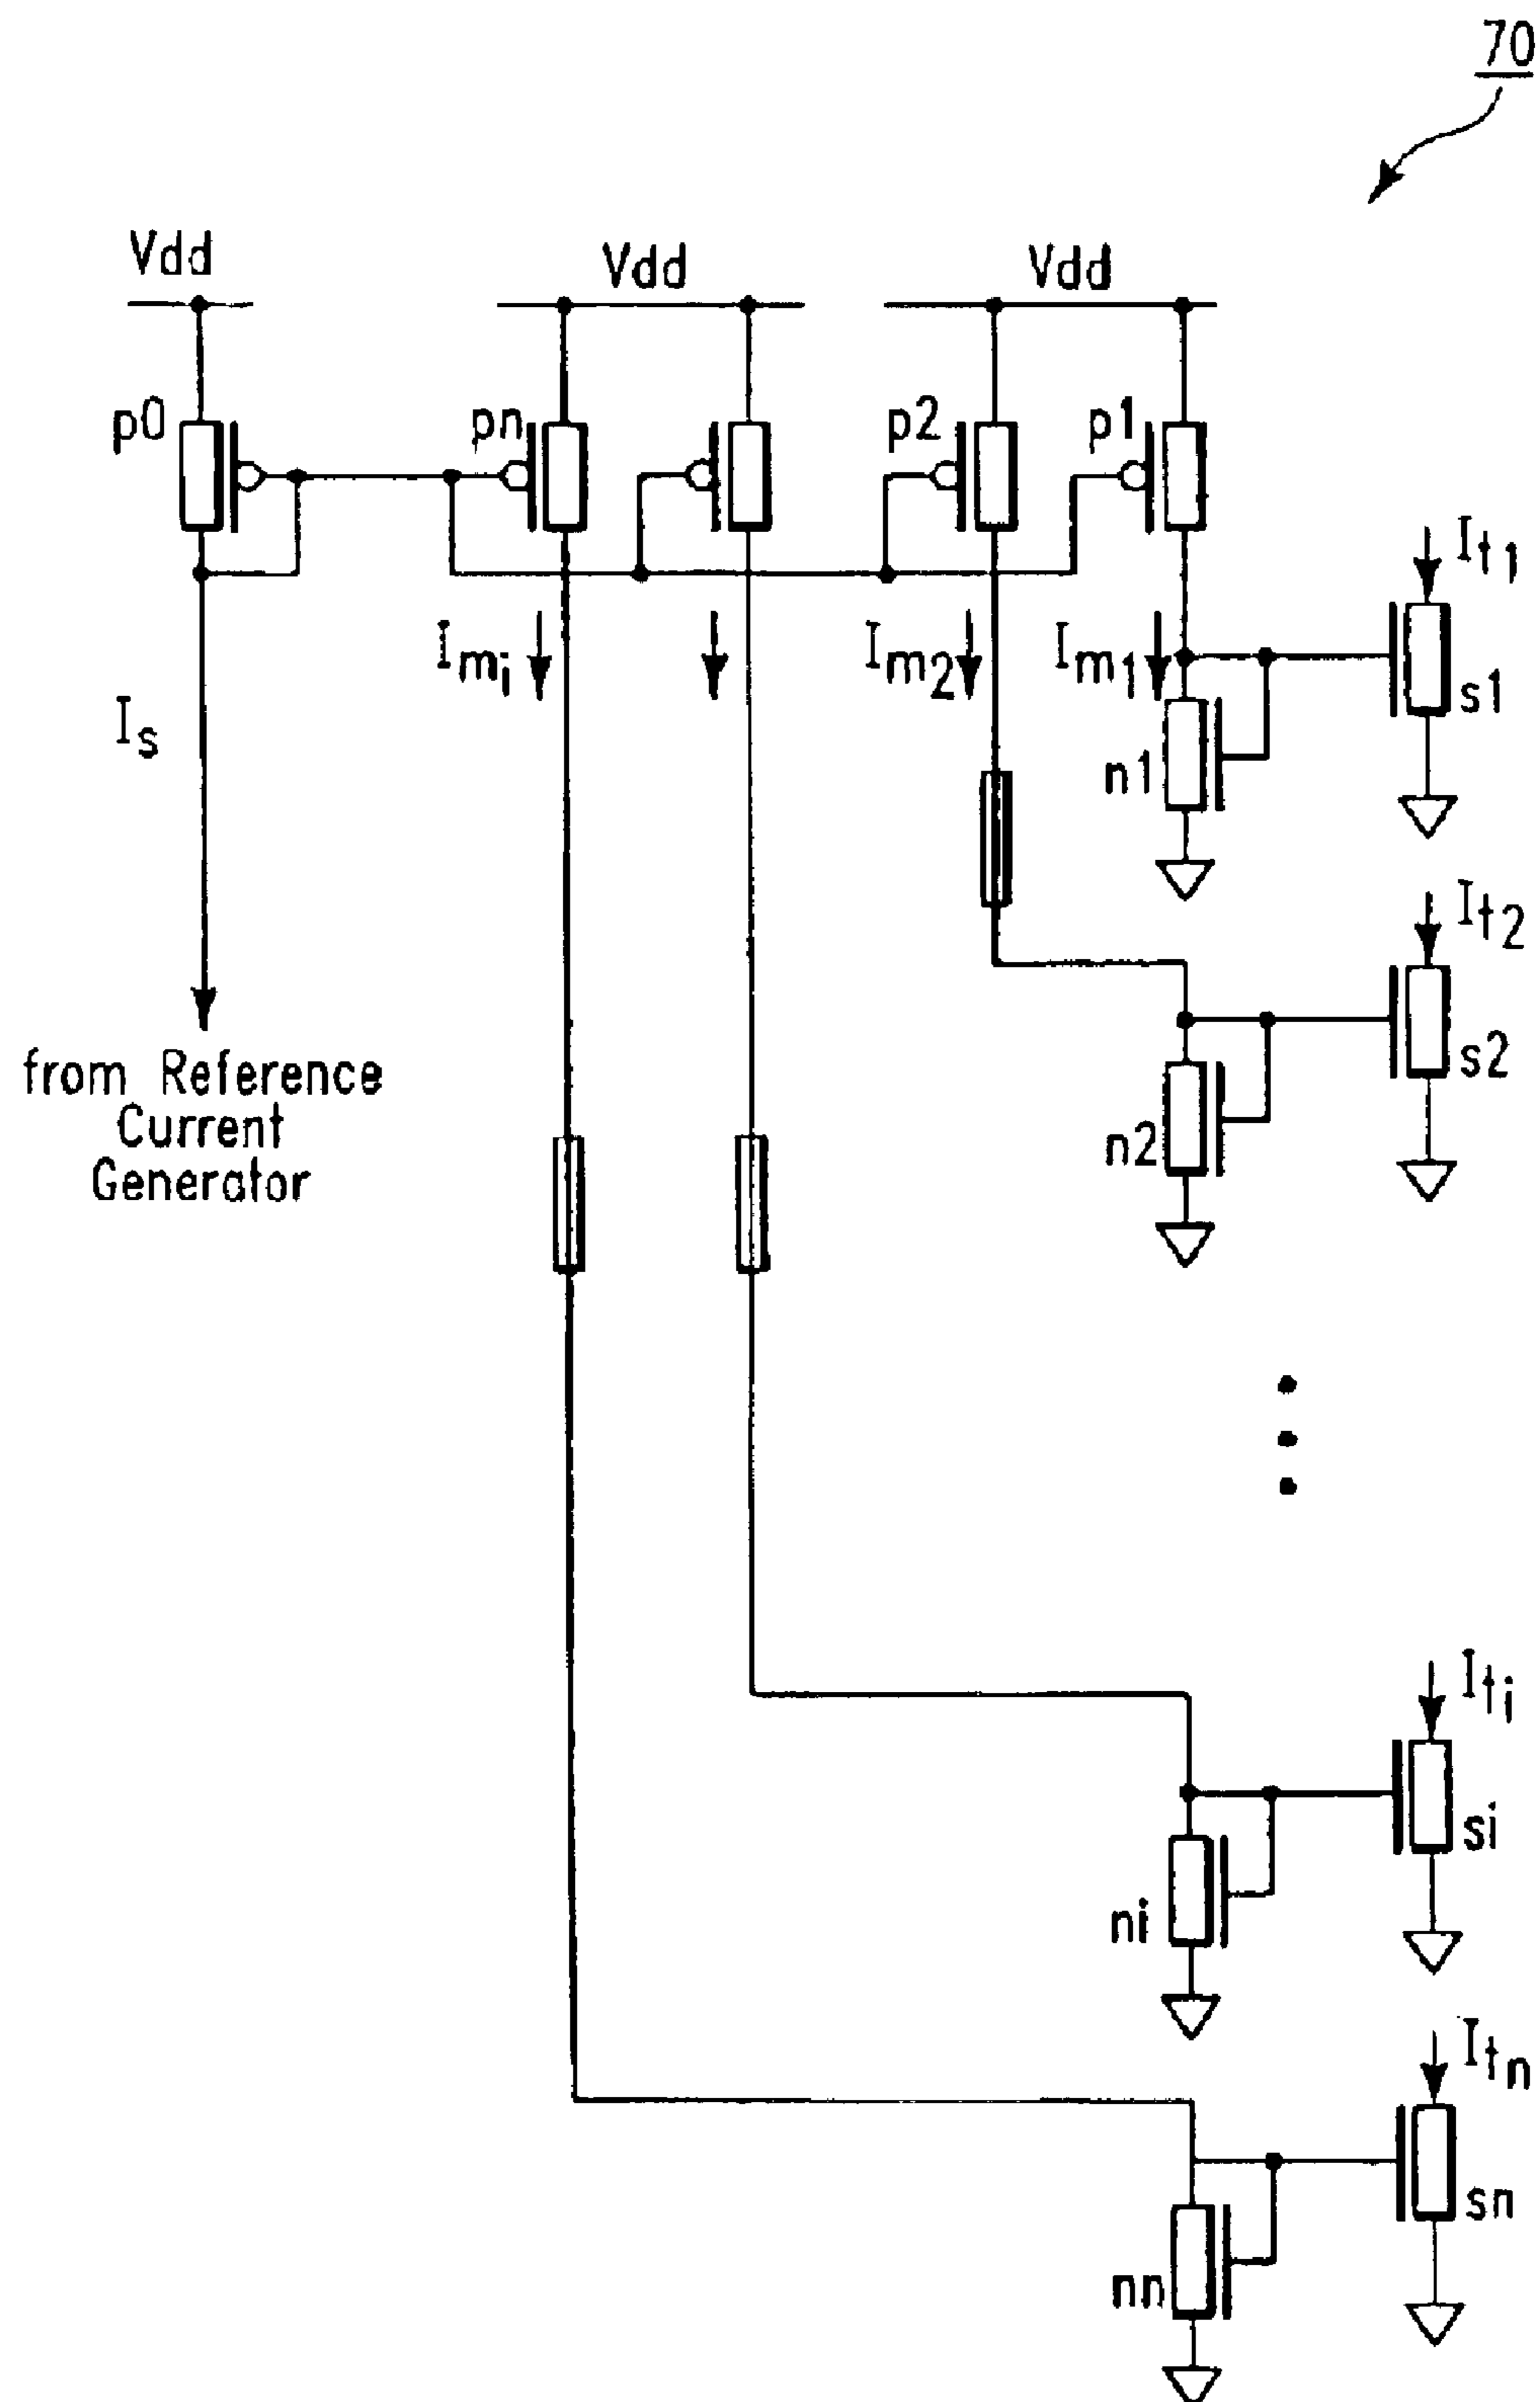 70
Vdd
Vdd
Vdd
p0
pn
p2
p1
It1
Imi
Im2
Im1
s1
Is
n1
It2
from Reference
Current
Generator
s2
n2
Iti
si
ni
Itn
sn
nn